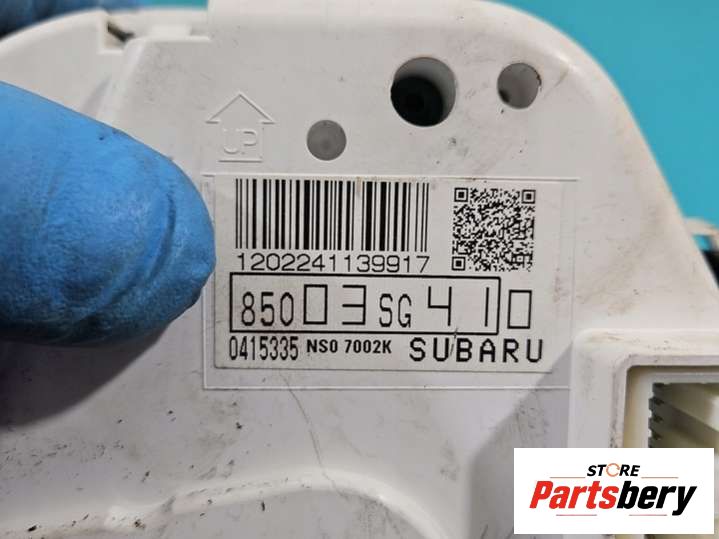 UP
1202241139917
85003SG410
0415335 NS0 7002K SUBARU
STORE
Partsbery